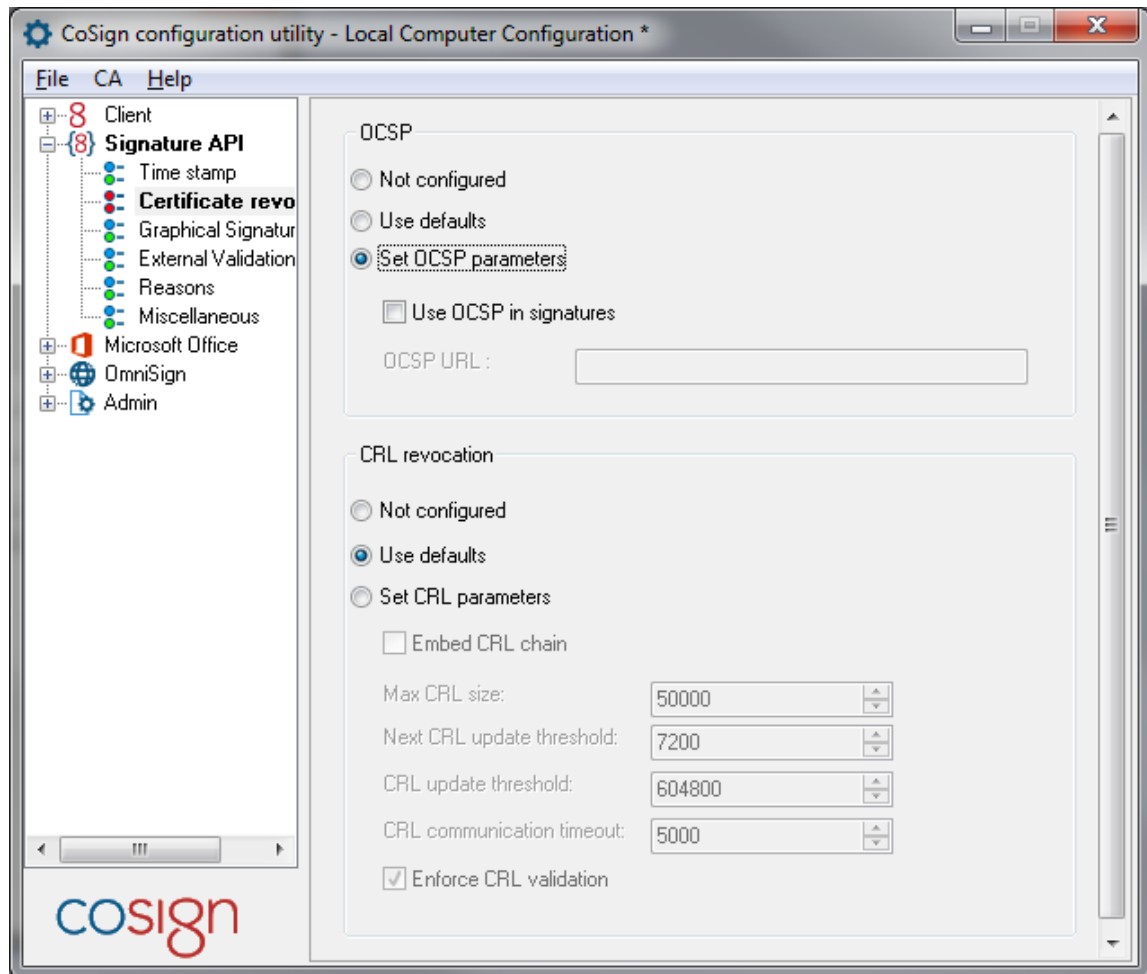 CoSign configuration utility - Local Computer Configuration *
File CA Help
Client
{8} Signature API
Time stamp
Certificate revo
Graphical Signatur
External Validation
Reasons
Miscellaneous
Microsoft Office
OmniSign
Admin
cosign
OCSP
Not configured
Use defaults
Set OCSP parameters
Use OCSP in signatures
OCSP URL :
CRL revocation
Not configured
Use defaults
Set CRL parameters
Embed CRL chain
Max CRL size: 50000
Next CRL update threshold: 7200
CRL update threshold: 604800
CRL communication timeout: 5000
Enforce CRL validation